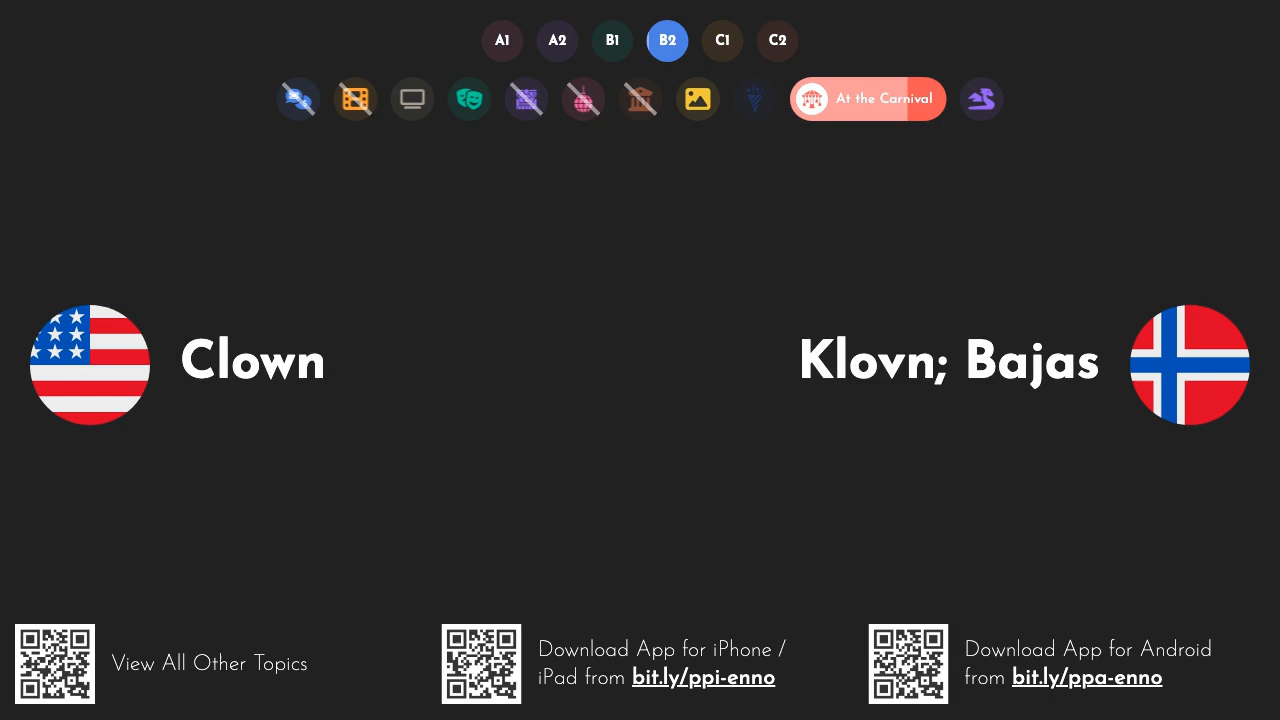 A1 A2 B1 B2 C1 C2
At the Carnival
Clown
Klovn; Bajas
View All Other Topics
Download App for iPhone /
iPad from bit.ly/ppi-enno
Download App for Android
from bit.ly/ppa-enno